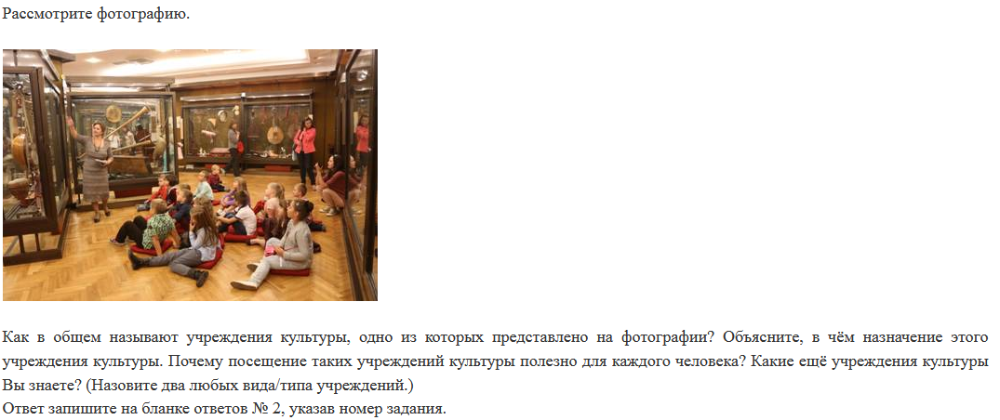 Рассмотрите фотографию.
Как в общем называют учреждения культуры, одно из которых представлено на фотографии? Объясните, в чём назначение этого
учреждения культуры. Почему посещение таких учреждений культуры полезно для каждого человека? Какие ещё учреждения культуры
Вы знаете? (Назовите два любых вида/типа учреждений.)
Ответ запишите на бланке ответов № 2, указав номер задания.